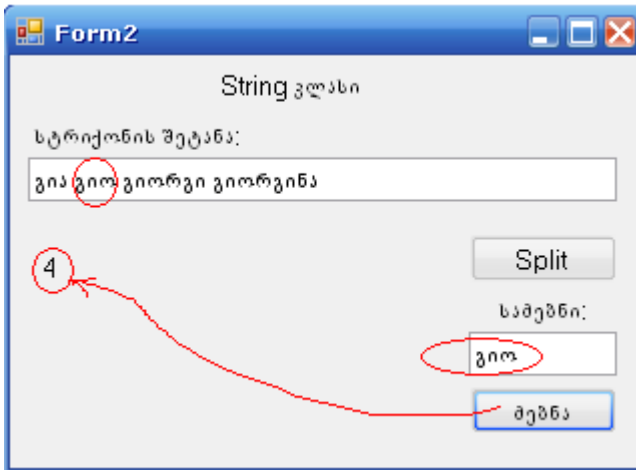 Form2
String კლასი
სტრიქონის შეტანა:
გია გიო გიორგი გიორგინა
4
Split
საძებნი:
გიო
ძებნა